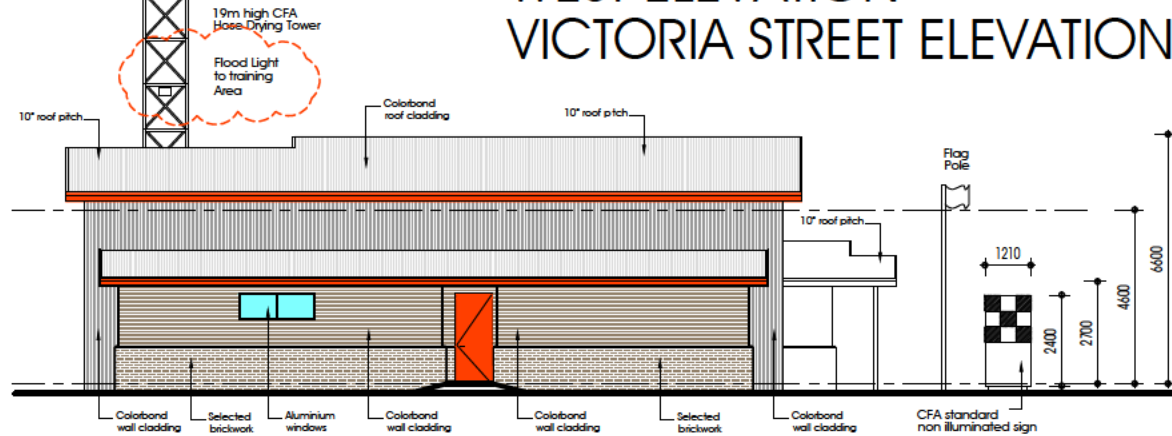 WEST ELEVATION
VICTORIA STREET ELEVATION
19m high CFA
Hose Drying Tower
Flood Light
to training
Area
10° roof pitch
Colorbond
roof cladding
10° roof pitch
Flag
Pole
10° roof pitch
1210
2400
2700
4600
6600
Colorbond
wall cladding
Selected
brickwork
Aluminium
windows
Colorbond
wall cladding
Colorbond
wall cladding
Selected
brickwork
Colorbond
wall cladding
CFA standard
non illuminated sign